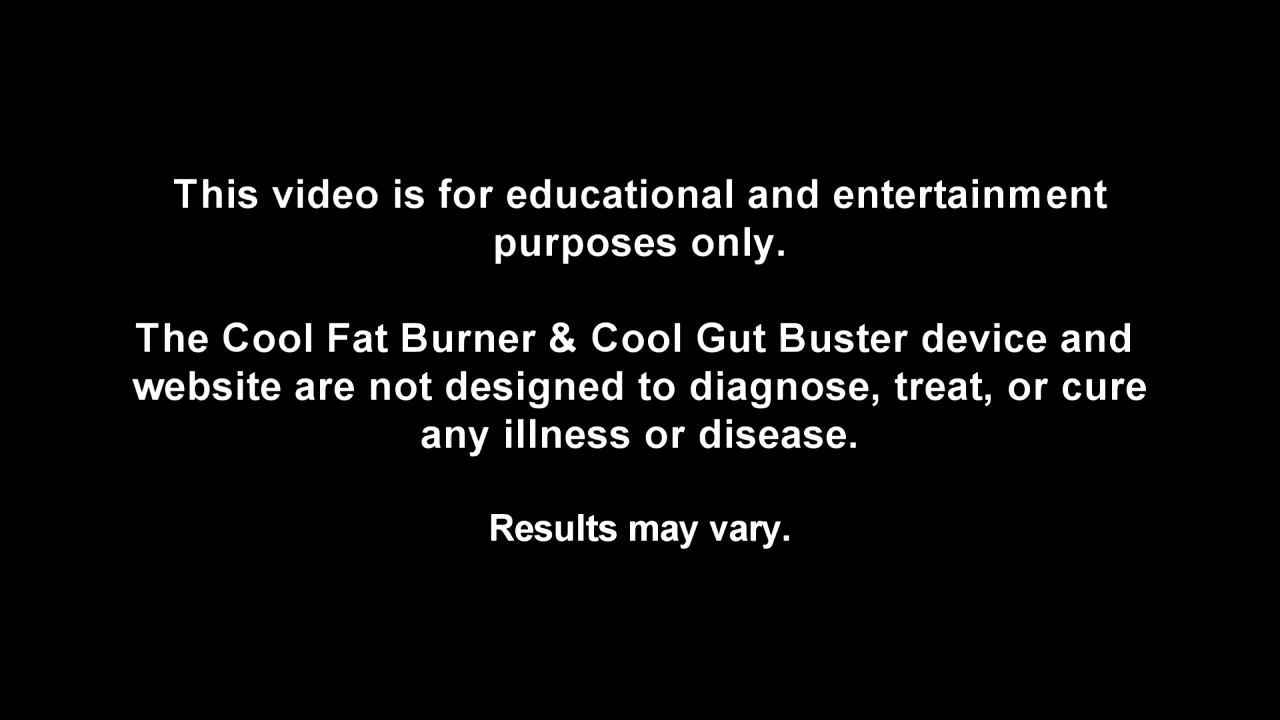 This video is for educational and entertainment
purposes only.
The Cool Fat Burner & Cool Gut Buster device and
website are not designed to diagnose, treat, or cure
any illness or disease.
Results may vary.